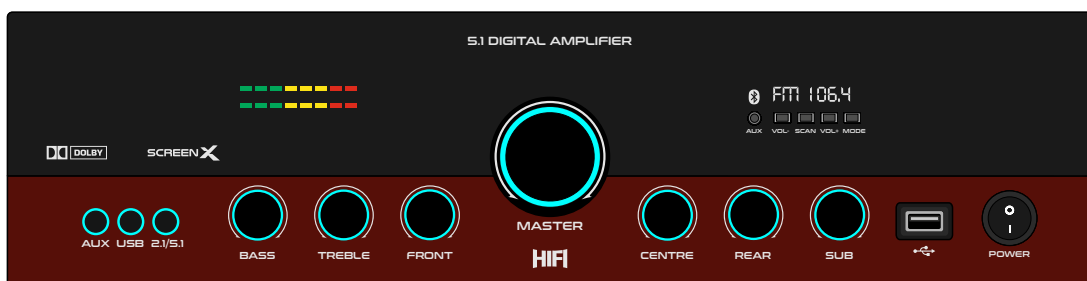 5.1 DIGITAL AMPLIFIER
FM 106.4
AUX VOL- SCAN VOL+ MODE
DOLBY SCREEN X
AUX USB 2.1/5.1
BASS TREBLE FRONT MASTER CENTRE REAR SUB POWER
HIFI